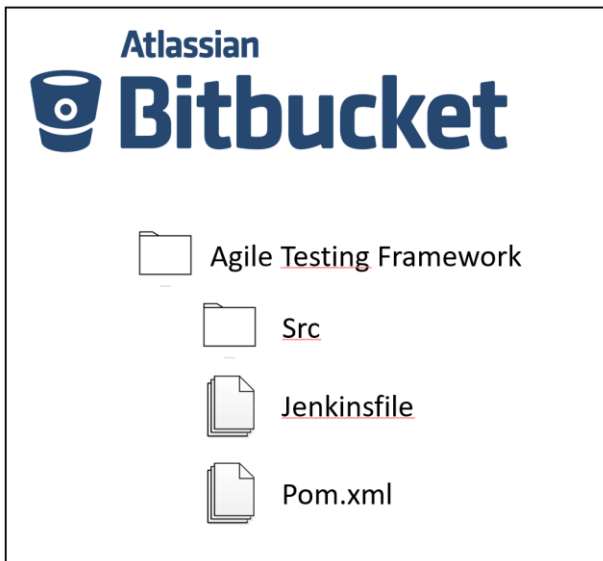 Atlassian
Bitbucket
Agile Testing Framework
Src
Jenkinsfile
Pom.xml